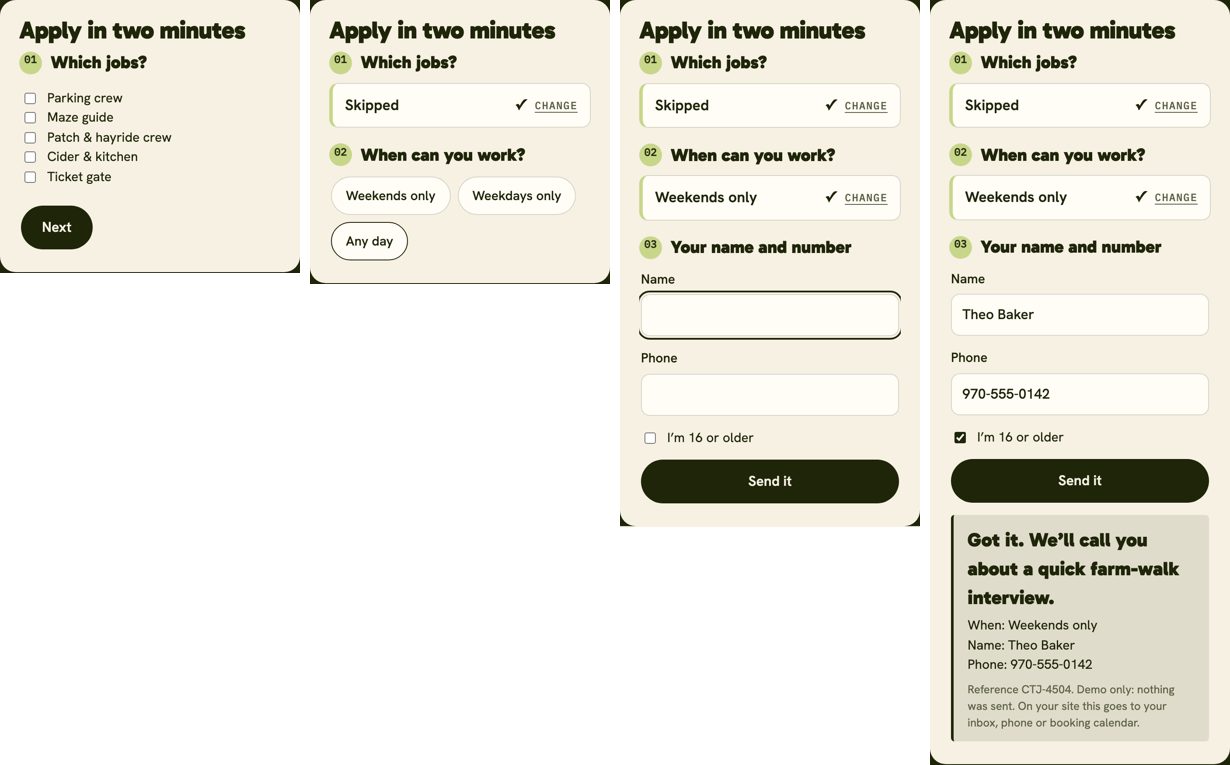 Apply in two minutes
01 Which jobs?
Parking crew
Maze guide
Patch & hayride crew
Cider & kitchen
Ticket gate
Next
Apply in two minutes
01 Which jobs?
Skipped ✔ CHANGE
02 When can you work?
Weekends only Weekdays only
Any day
Apply in two minutes
01 Which jobs?
Skipped ✔ CHANGE
02 When can you work?
Weekends only ✔ CHANGE
03 Your name and number
Name
Phone
I’m 16 or older
Send it
Apply in two minutes
01 Which jobs?
Skipped ✔ CHANGE
02 When can you work?
Weekends only ✔ CHANGE
03 Your name and number
Name
Theo Baker
Phone
970-555-0142
I’m 16 or older
Send it
Got it. We’ll call you
about a quick farm-walk
interview.
When: Weekends only
Name: Theo Baker
Phone: 970-555-0142
Reference CTJ-4504. Demo only: nothing
was sent. On your site this goes to your
inbox, phone or booking calendar.